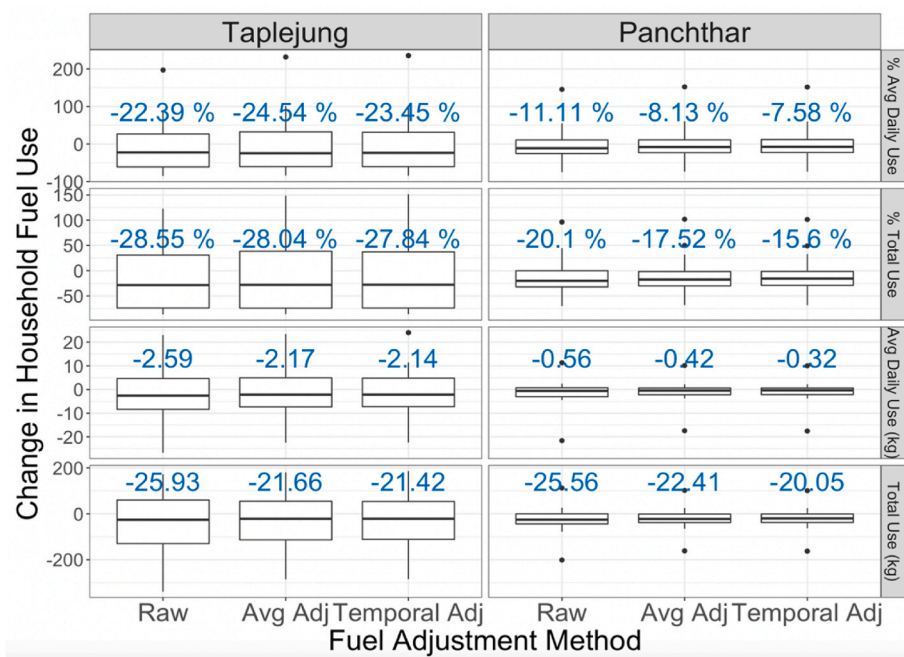 Taplejung Panchthar
Change in Household Fuel Use
200
100
0
-100
-22.39 % -24.54 % -23.45 % -11.11 % -8.13 % -7.58 %
% Avg Daily Use
150
100
50
0
-50
-28.55 % -28.04 % -27.84 % -20.1 % -17.52 % -15.6 %
% Total Use
20
10
0
-10
-20
-2.59 -2.17 -2.14 -0.56 -0.42 -0.32
Avg Daily Use (kg)
200
0
-200
-25.93 -21.66 -21.42 -25.56 -22.41 -20.05
Total Use (kg)
Raw Avg Adj Temporal Adj Raw Avg Adj Temporal Adj
Fuel Adjustment Method